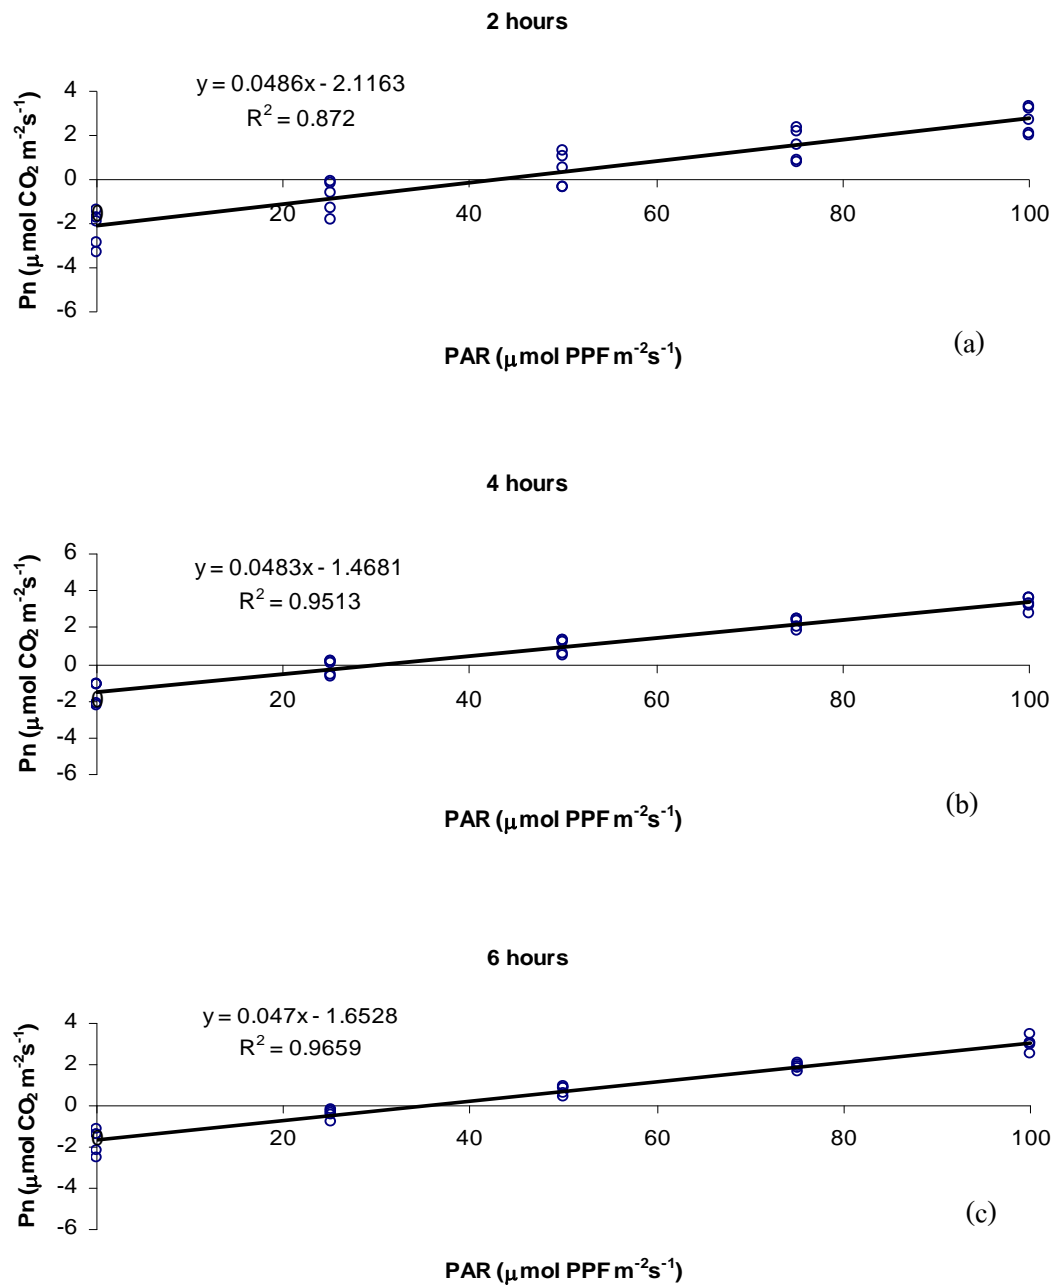 2 hours
y = 0.0486x - 2.1163
R² = 0.872
4
2
0
-2
-4
-6
20 40 60 80 100
Pn (μmol CO₂ m⁻²s⁻¹)
PAR (μmol PPF m⁻²s⁻¹)
(a)
4 hours
y = 0.0483x - 1.4681
R² = 0.9513
6
4
2
0
-2
-4
-6
20 40 60 80 100
Pn (μmol CO₂ m⁻²s⁻¹)
PAR (μmol PPF m⁻²s⁻¹)
(b)
6 hours
y = 0.047x - 1.6528
R² = 0.9659
4
2
0
-2
-4
-6
20 40 60 80 100
Pn (μmol CO₂ m⁻²s⁻¹)
PAR (μmol PPF m⁻²s⁻¹)
(c)